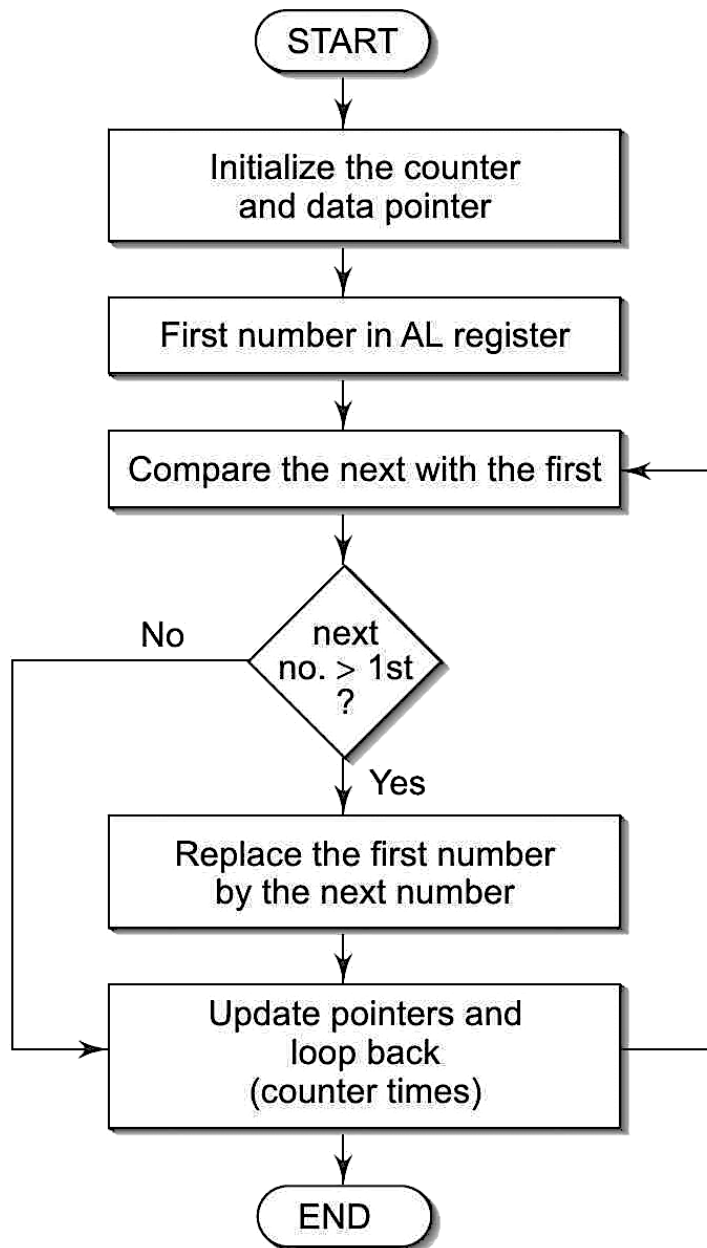 START
Initialize the counter
and data pointer
First number in AL register
Compare the next with the first
No
next
no. > 1st
?
Yes
Replace the first number
by the next number
Update pointers and
loop back
(counter times)
END